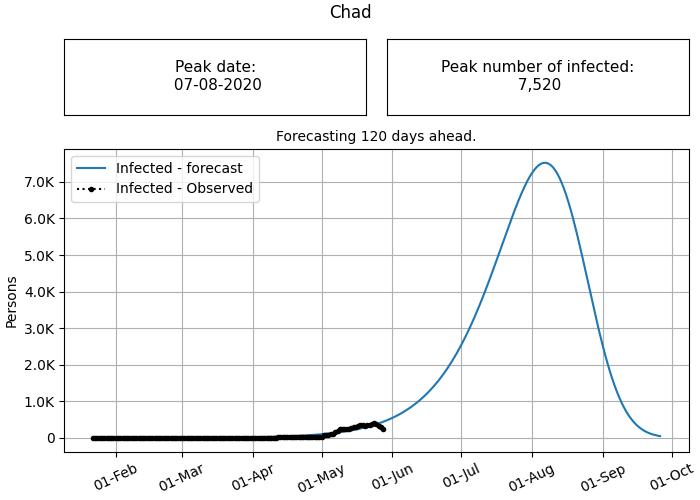 Chad
Peak date:
07-08-2020
Peak number of infected:
7,520
Forecasting 120 days ahead.
Infected - forecast
Infected - Observed
Persons
7.0K
6.0K
5.0K
4.0K
3.0K
2.0K
1.0K
0
01-Feb
01-Mar
01-Apr
01-May
01-Jun
01-Jul
01-Aug
01-Sep
01-Oct